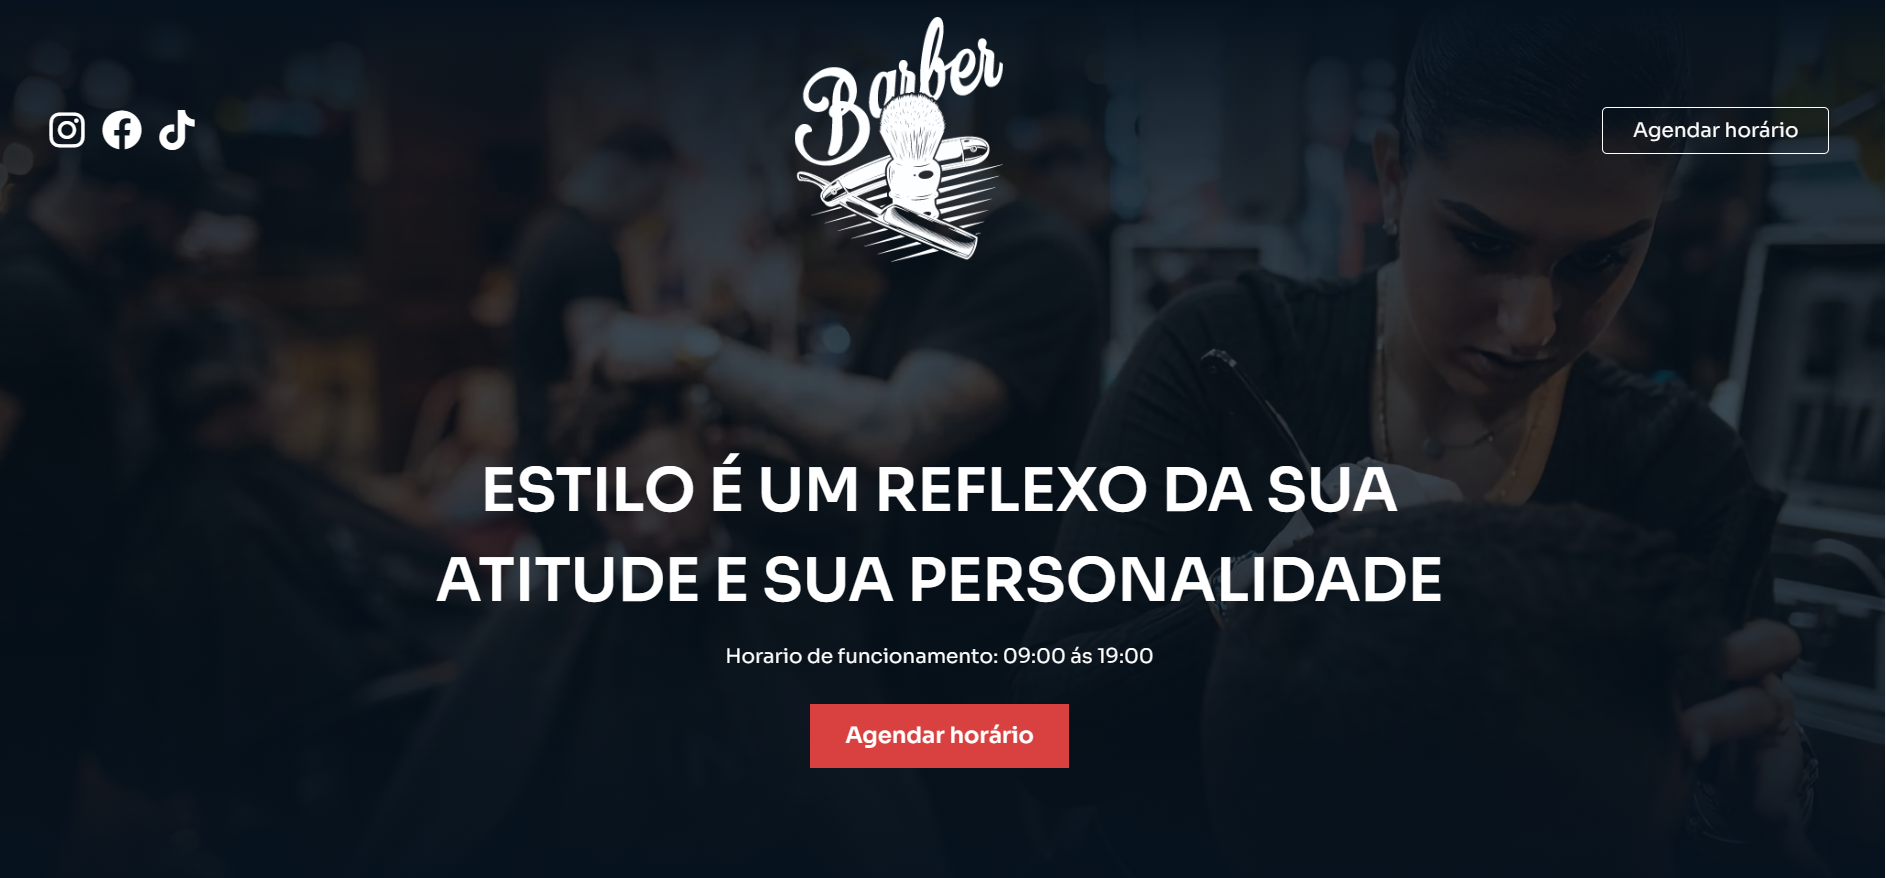 Barber
Agendar horário
ESTILO É UM REFLEXO DA SUA
ATITUDE E SUA PERSONALIDADE
Horario de funcionamento: 09:00 ás 19:00
Agendar horário